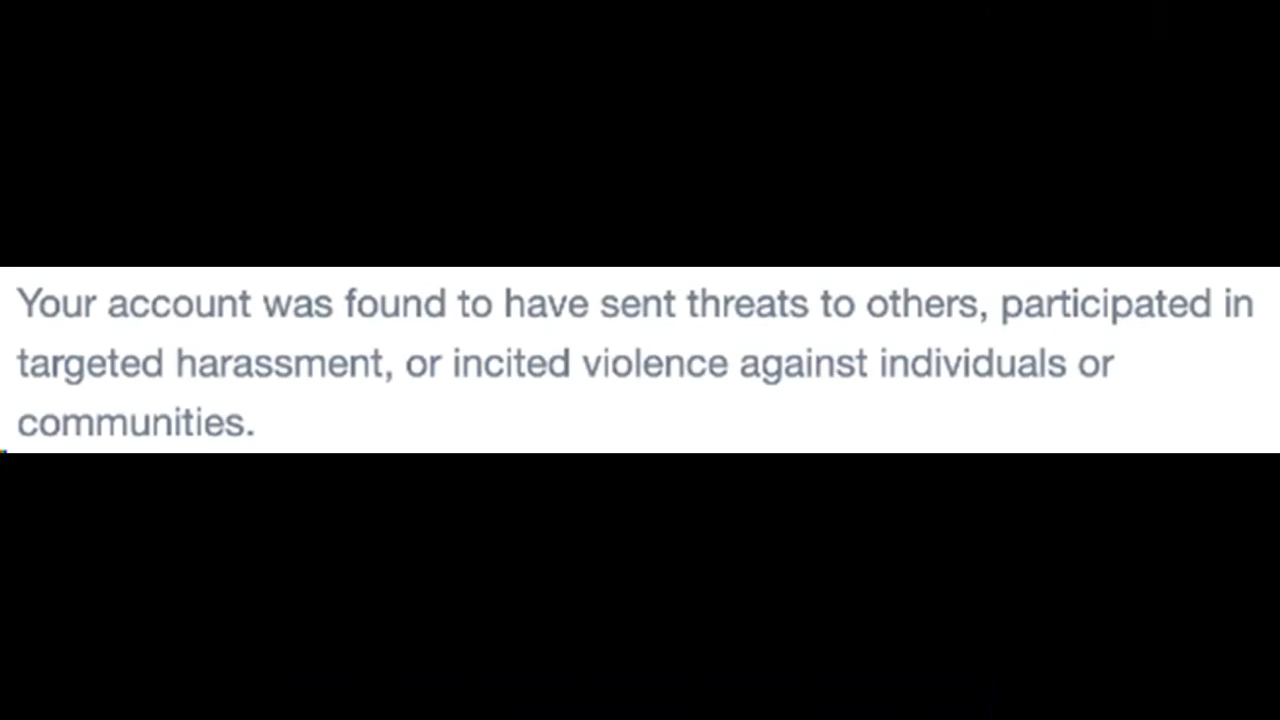 Your account was found to have sent threats to others, participated in
targeted harassment, or incited violence against individuals or
communities.